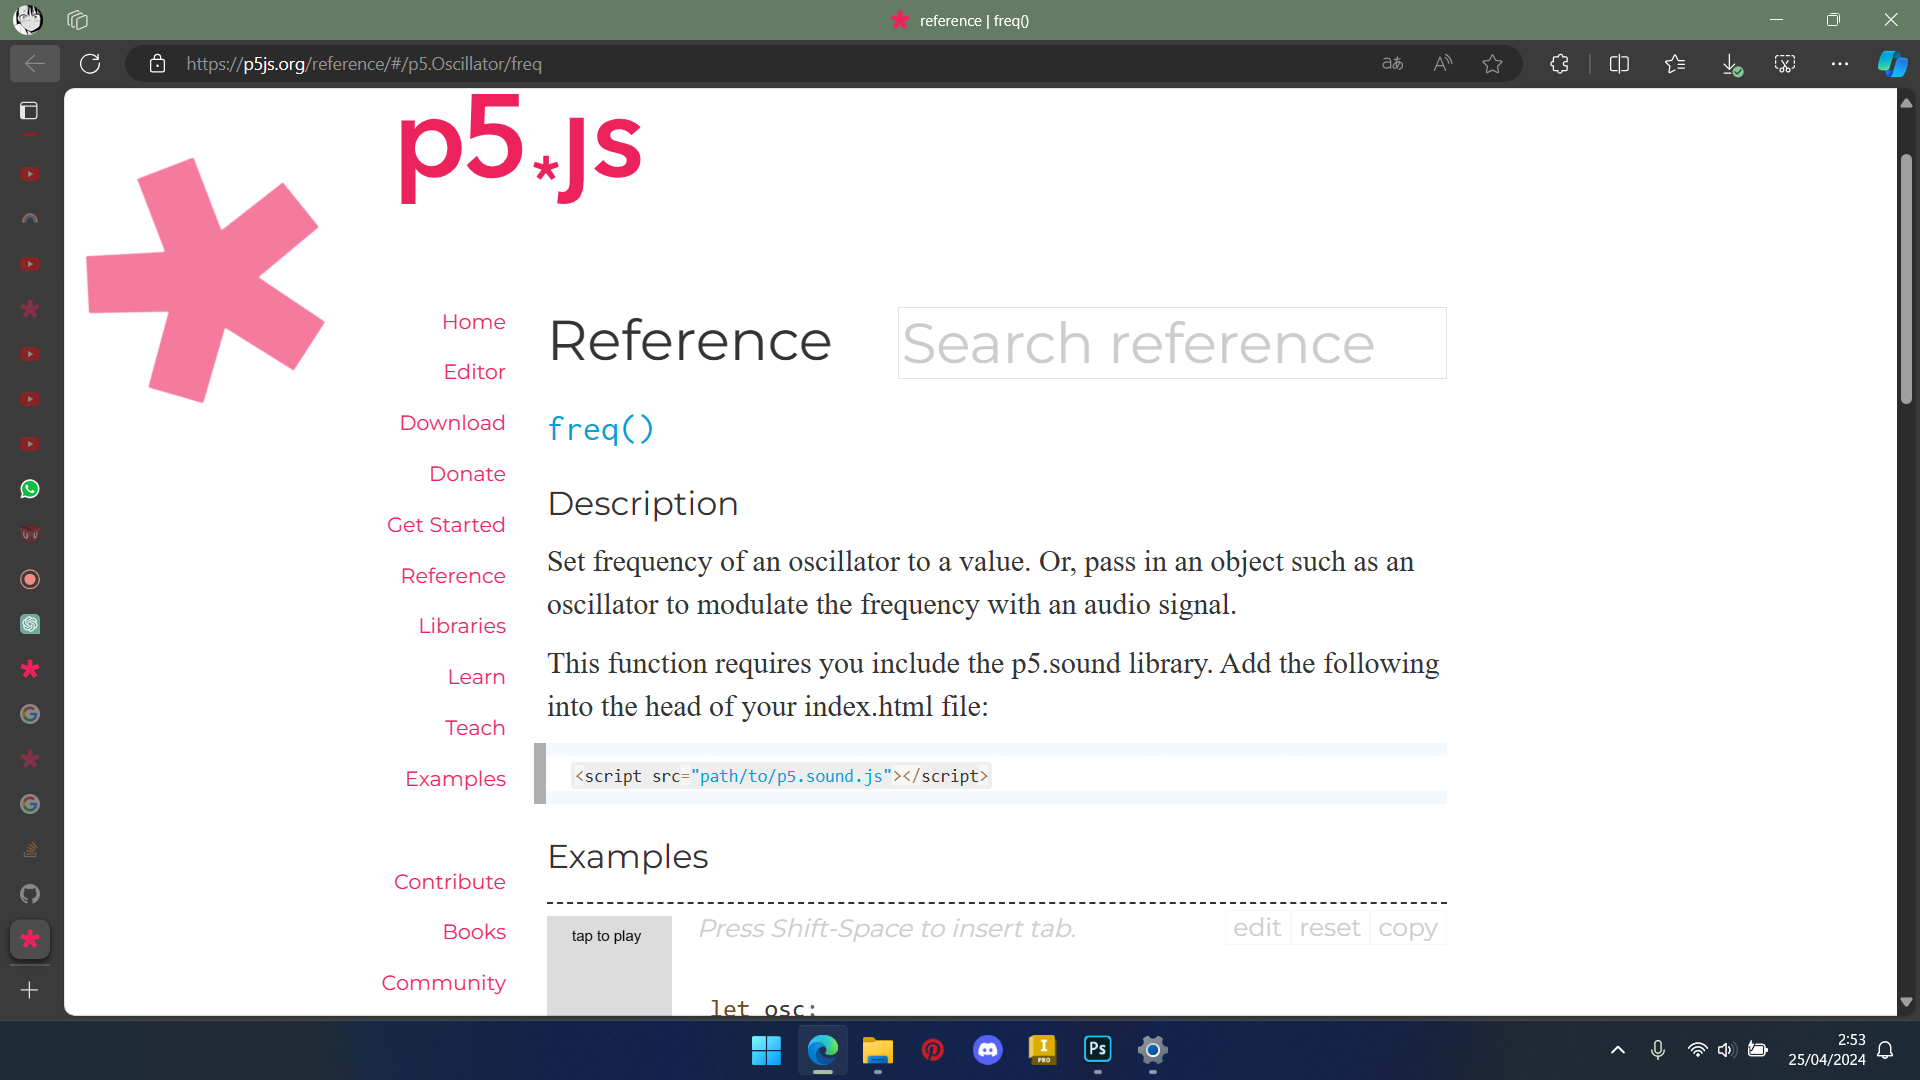 reference | freq()
https://p5js.org/reference/#/p5.Oscillator/freq
aあ
A
p5*js
Home
Editor
Download
Donate
Get Started
Reference
Libraries
Learn
Teach
Examples
Contribute
Books
Community
Reference
Search reference
freq()
Description
Set frequency of an oscillator to a value. Or, pass in an object such as an
oscillator to modulate the frequency with an audio signal.
This function requires you include the p5.sound library. Add the following
into the head of your index.html file:
<script src="path/to/p5.sound.js"></script>
Examples
tap to play
Press Shift-Space to insert tab.
edit reset copy
let osc;
I
PRO
Ps
2:53
25/04/2024